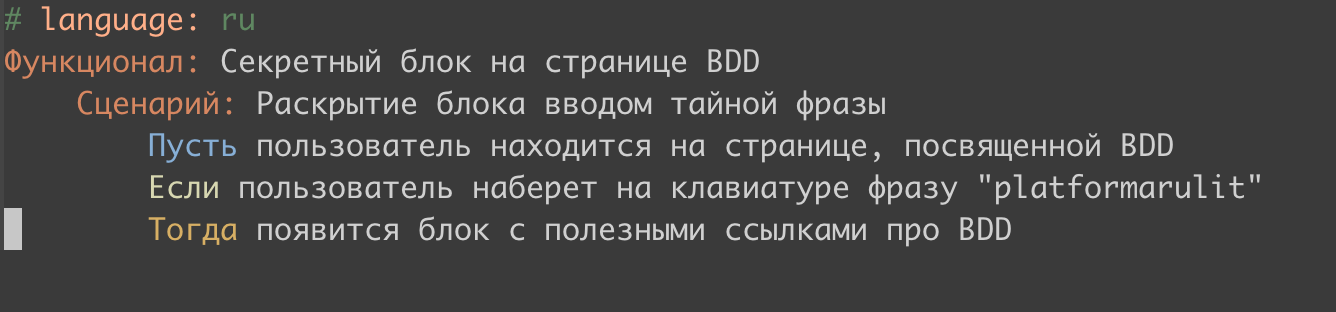 # language: ru
Функционал: Секретный блок на странице BDD
Сценарий: Раскрытие блока вводом тайной фразы
Пусть пользователь находится на странице, посвященной BDD
Если пользователь наберет на клавиатуре фразу "platformarulit"
Тогда появится блок с полезными ссылками про BDD